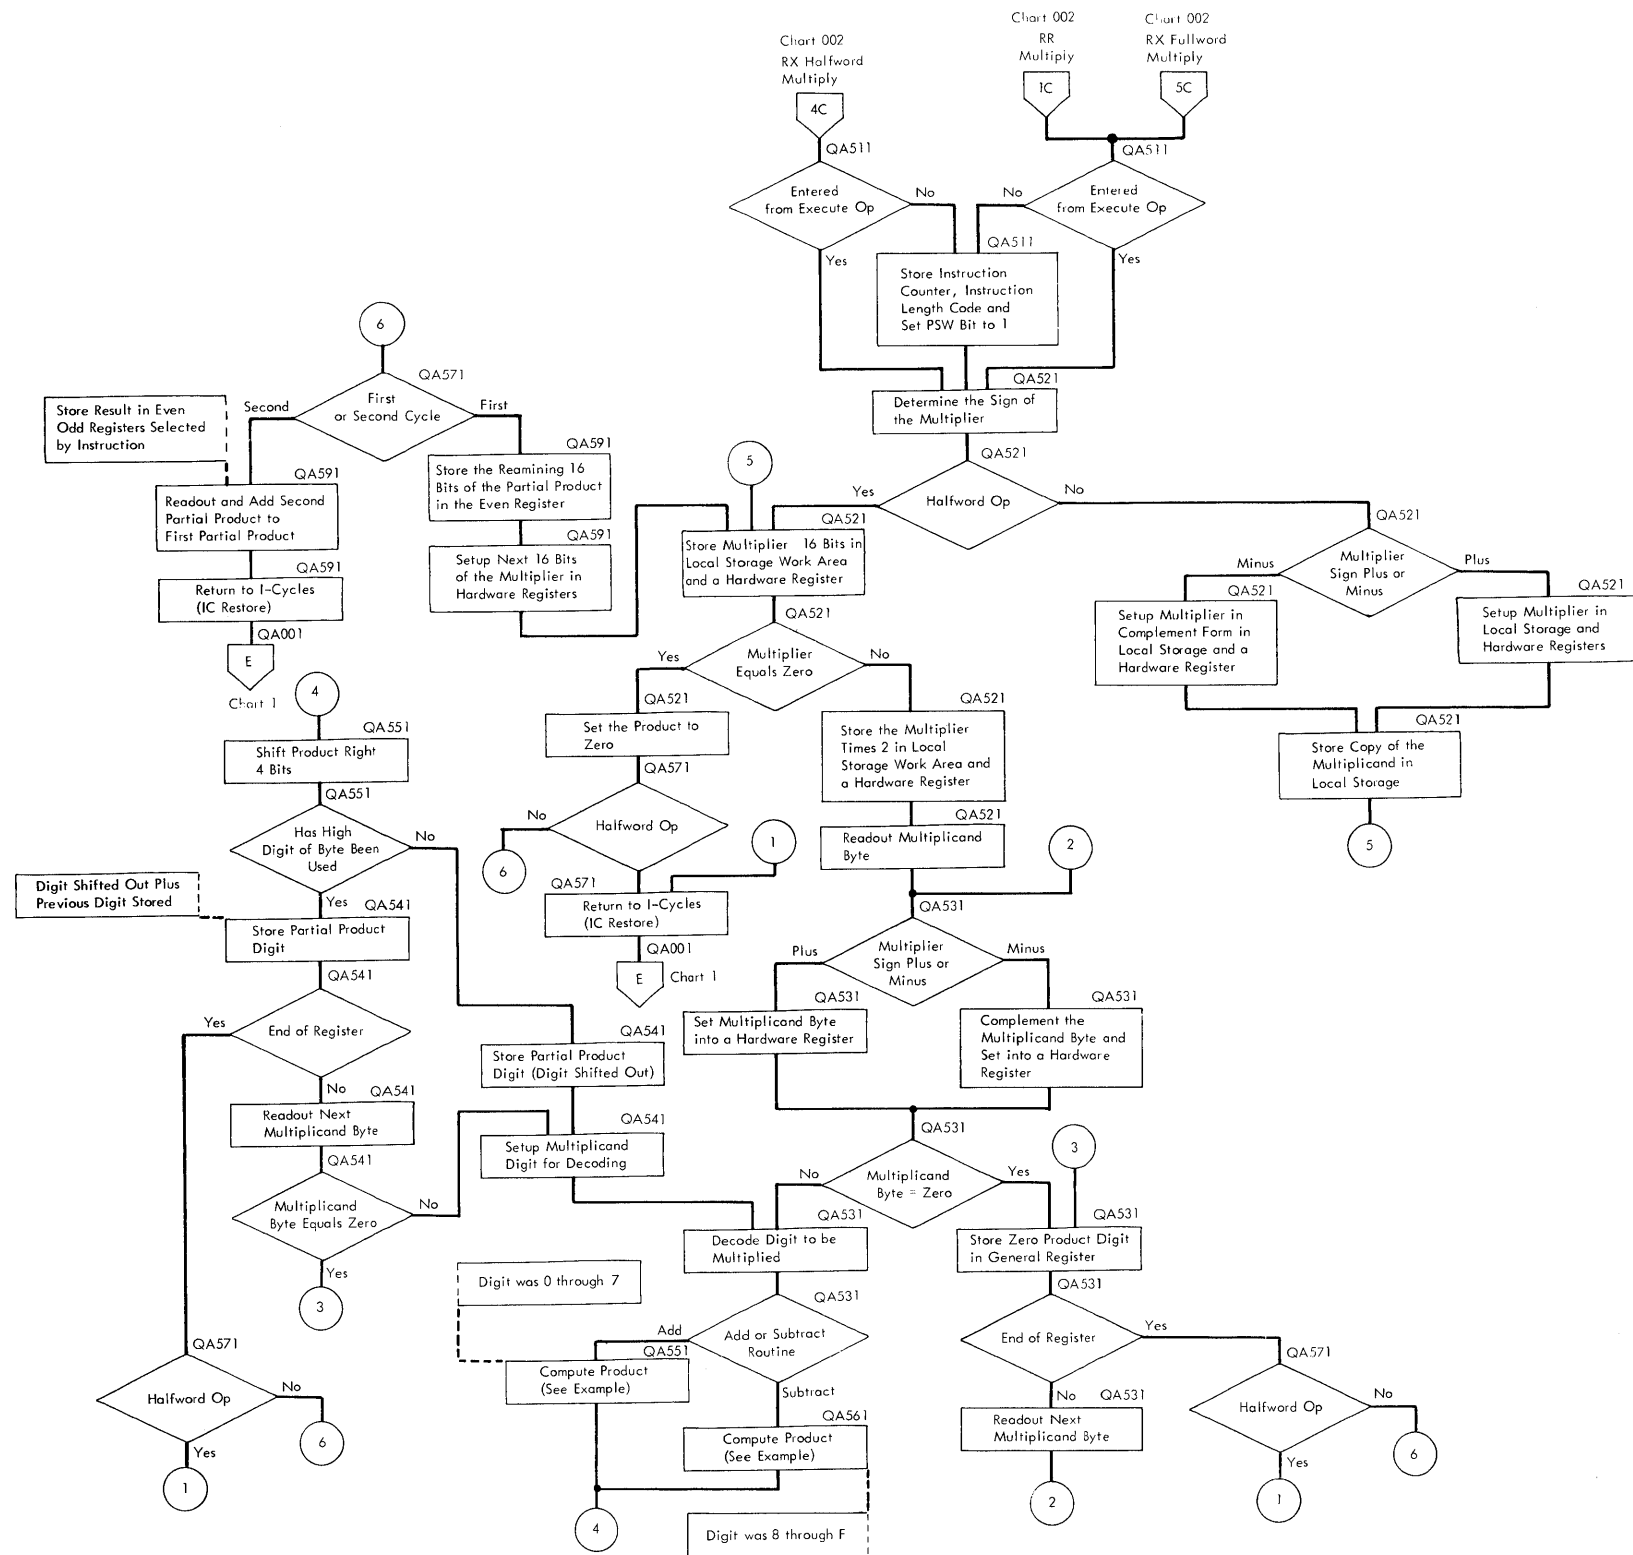 Chart 002
RX Halfword
Multiply
4C
Chart 002
RR
Multiply
1C
Chart 002
RX Fullword
Multiply
5C
QA511
Entered
from Execute Op
No
Yes
QA511
Entered
from Execute Op
No
Yes
QA511
Store Instruction
Counter, Instruction
Length Code and
Set PSW Bit to 1
QA521
Determine the Sign of
the Multiplier
QA521
Halfword Op
Yes
No
6
QA571
First
or Second Cycle
Second
First
Store Result in Even
Odd Registers Selected
by Instruction
QA591
Readout and Add Second
Partial Product to
First Partial Product
QA591
Return to I-Cycles
(IC Restore)
QA001
E
Chart 1
QA591
Store the Reamining 16
Bits of the Partial Product
in the Even Register
QA591
Setup Next 16 Bits
of the Multiplier in
Hardware Registers
5
QA521
Store Multiplier 16 Bits in
Local Storage Work Area
and a Hardware Register
QA521
Multiplier
Equals Zero
Yes
No
QA521
Multiplier
Sign Plus or
Minus
Minus
Plus
QA521
Setup Multiplier in
Complement Form in
Local Storage and a
Hardware Register
QA521
Setup Multiplier in
Local Storage and
Hardware Registers
QA521
Store Copy of the
Multiplicand in
Local Storage
5
QA521
Set the Product to
Zero
QA571
Halfword Op
No
6
1
QA571
Return to I-Cycles
(IC Restore)
QA001
E
Chart 1
QA521
Store the Multiplier
Times 2 in Local
Storage Work Area and
a Hardware Register
QA521
Readout Multiplicand
Byte
2
QA531
Multiplier
Sign Plus or
Minus
Plus
Minus
QA531
Set Multiplicand Byte
into a Hardware Register
QA531
Complement the
Multiplicand Byte and
Set into a Hardware
Register
QA531
Multiplicand
Byte = Zero
No
Yes
3
QA531
Decode Digit to be
Multiplied
QA531
Store Zero Product Digit
in General Register
QA531
Add or Subtract
Routine
Add
Subtract
Digit was 0 through 7
QA551
Compute Product
(See Example)
QA561
Compute Product
(See Example)
Digit was 8 through F
4
QA531
End of Register
Yes
No
QA531
Readout Next
Multiplicand Byte
2
QA571
Halfword Op
No
6
Yes
1
4
QA551
Shift Product Right
4 Bits
QA551
Has High
Digit of Byte Been
Used
No
Yes
Digit Shifted Out Plus
Previous Digit Stored
QA541
Store Partial Product
Digit
QA541
End of Register
Yes
No
QA541
Readout Next
Multiplicand Byte
QA541
Multiplicand
Byte Equals Zero
No
Yes
3
QA541
Store Partial Product
Digit (Digit Shifted Out)
QA541
Setup Multiplicand
Digit for Decoding
QA571
Halfword Op
No
6
Yes
1